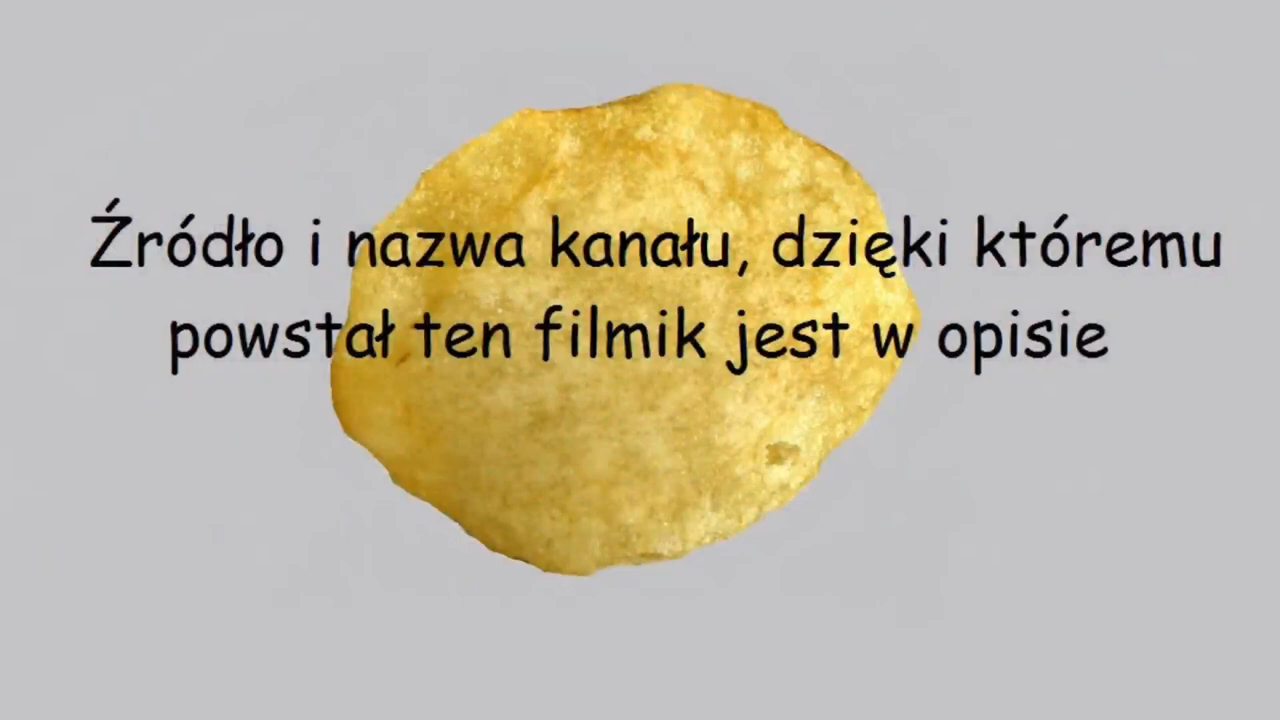 Źródło i nazwa kanału, dzięki któremu
powstał ten filmik jest w opisie